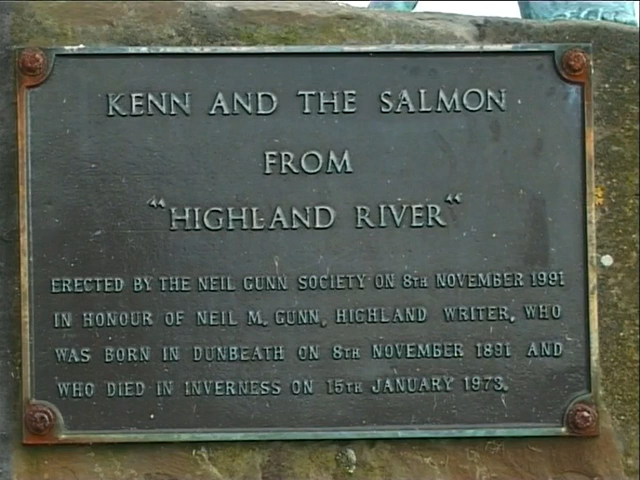 KENN AND THE SALMON
FROM
“HIGHLAND RIVER“
ERECTED BY THE NEIL GUNN SOCIETY ON 8TH NOVEMBER 1991
IN HONOUR OF NEIL M. GUNN, HIGHLAND WRITER, WHO
WAS BORN IN DUNBEATH ON 8TH NOVEMBER 1891 AND
WHO DIED IN INVERNESS ON 15TH JANUARY 1973.